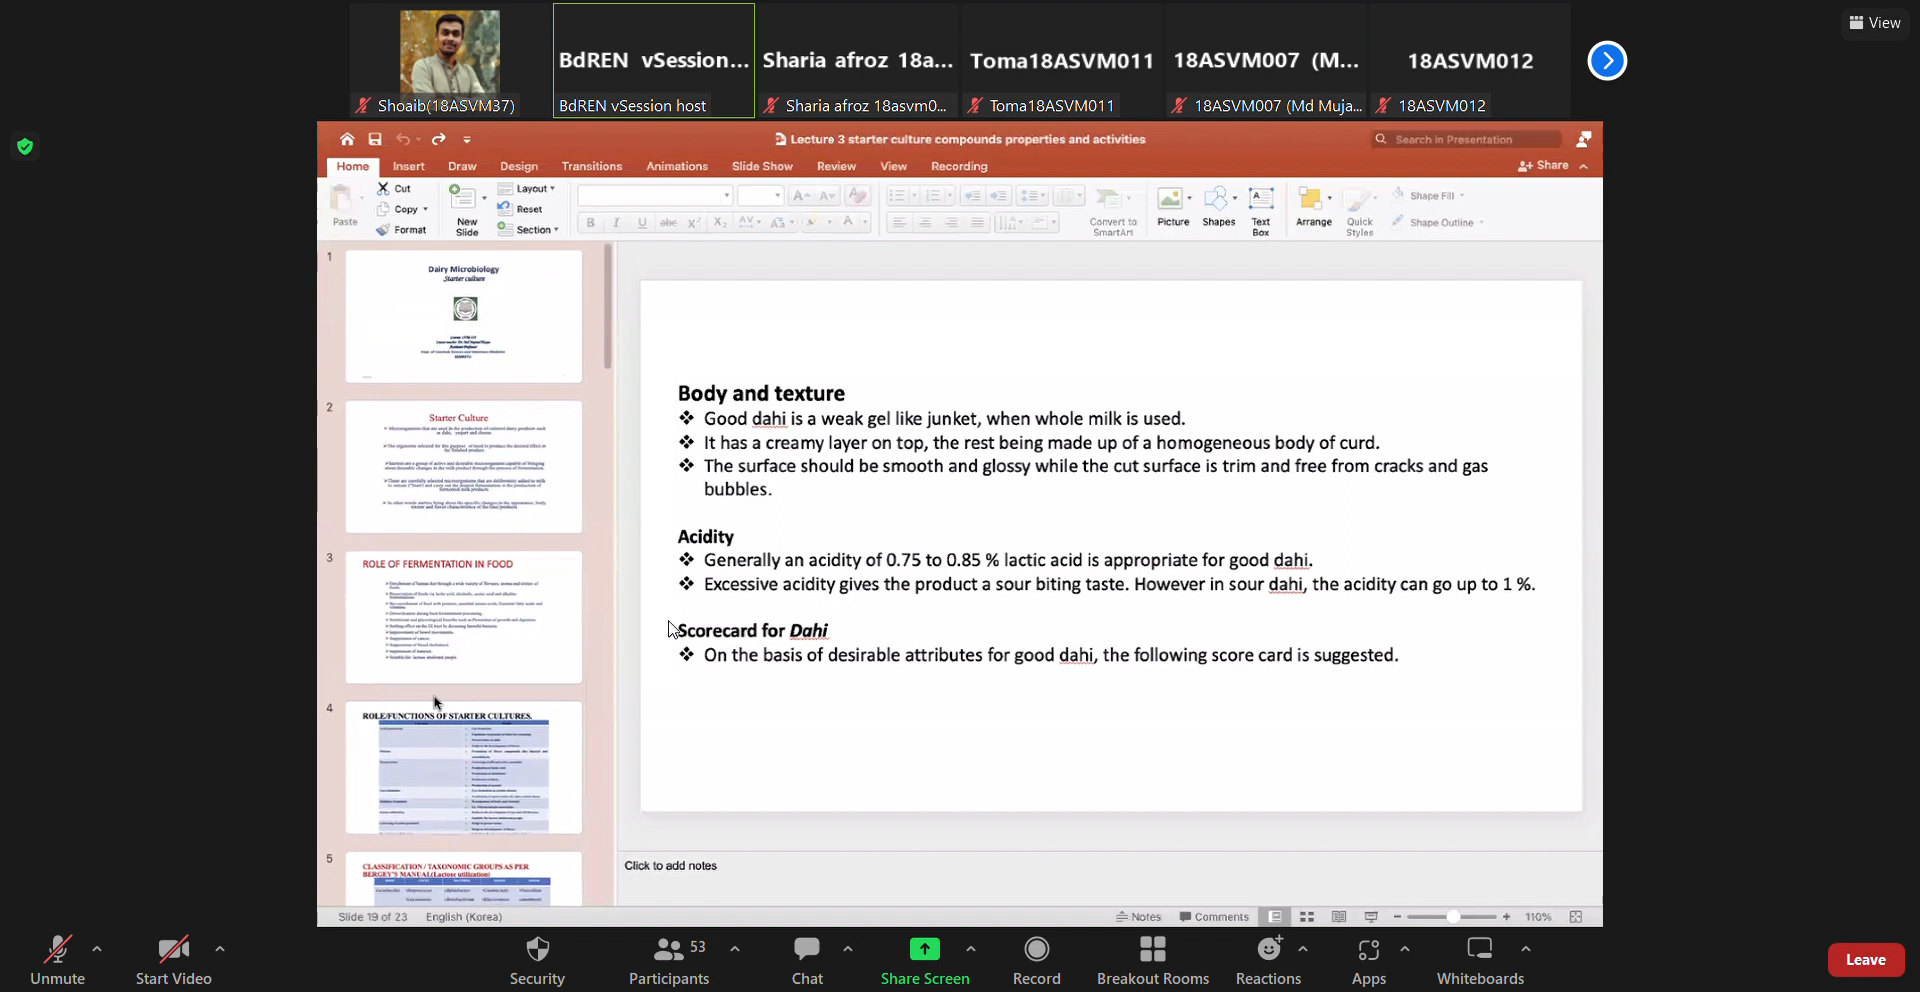 View
BdREN vSession...
Sharia afroz 18a...
Toma18ASVM011
18ASVM007 (M...
18ASVM012
Shoaib(18ASVM37)
BdREN vSession host
Sharia afroz 18asvm0...
Toma18ASVM011
18ASVM007 (Md Muja...
18ASVM012
Lecture 3 starter culture compounds properties and activities
Search in Presentation
Home Insert Draw Design Transitions Animations Slide Show Review View Recording
Share
Paste
Cut
Copy
Format
New Slide
Layout
Reset
Section
Convert to SmartArt
Picture
Shapes
Text Box
Arrange
Quick Styles
Shape Fill
Shape Outline
1
Dairy Microbiology
Starter culture
2
Starter Culture
3
ROLE OF FERMENTATION IN FOOD
4
ROLE/FUNCTIONS OF STARTER CULTURES.
5
CLASSIFICATION / TAXONOMIC GROUPS AS PER
BERGEY'S MANUAL(Lactose utilization)
Body and texture
❖ Good dahi is a weak gel like junket, when whole milk is used.
❖ It has a creamy layer on top, the rest being made up of a homogeneous body of curd.
❖ The surface should be smooth and glossy while the cut surface is trim and free from cracks and gas
bubbles.
Acidity
❖ Generally an acidity of 0.75 to 0.85 % lactic acid is appropriate for good dahi.
❖ Excessive acidity gives the product a sour biting taste. However in sour dahi, the acidity can go up to 1 %.
Scorecard for Dahi
❖ On the basis of desirable attributes for good dahi, the following score card is suggested.
Click to add notes
Slide 19 of 23 English (Korea)
Notes Comments 110%
Unmute
Start Video
Security
Participants 53
Chat
Share Screen
Record
Breakout Rooms
Reactions
Apps
Whiteboards
Leave